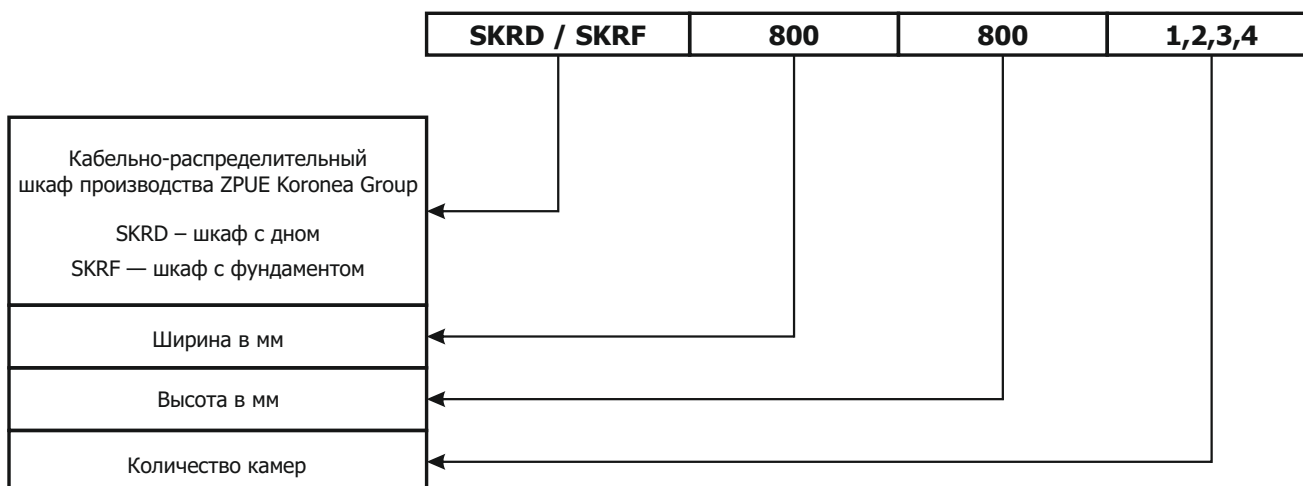 SKRD / SKRF 800 800 1,2,3,4
Кабельно-распределительный
шкаф производства ZPUE Koronea Group
SKRD – шкаф с дном
SKRF — шкаф с фундаментом
Ширина в мм
Высота в мм
Количество камер